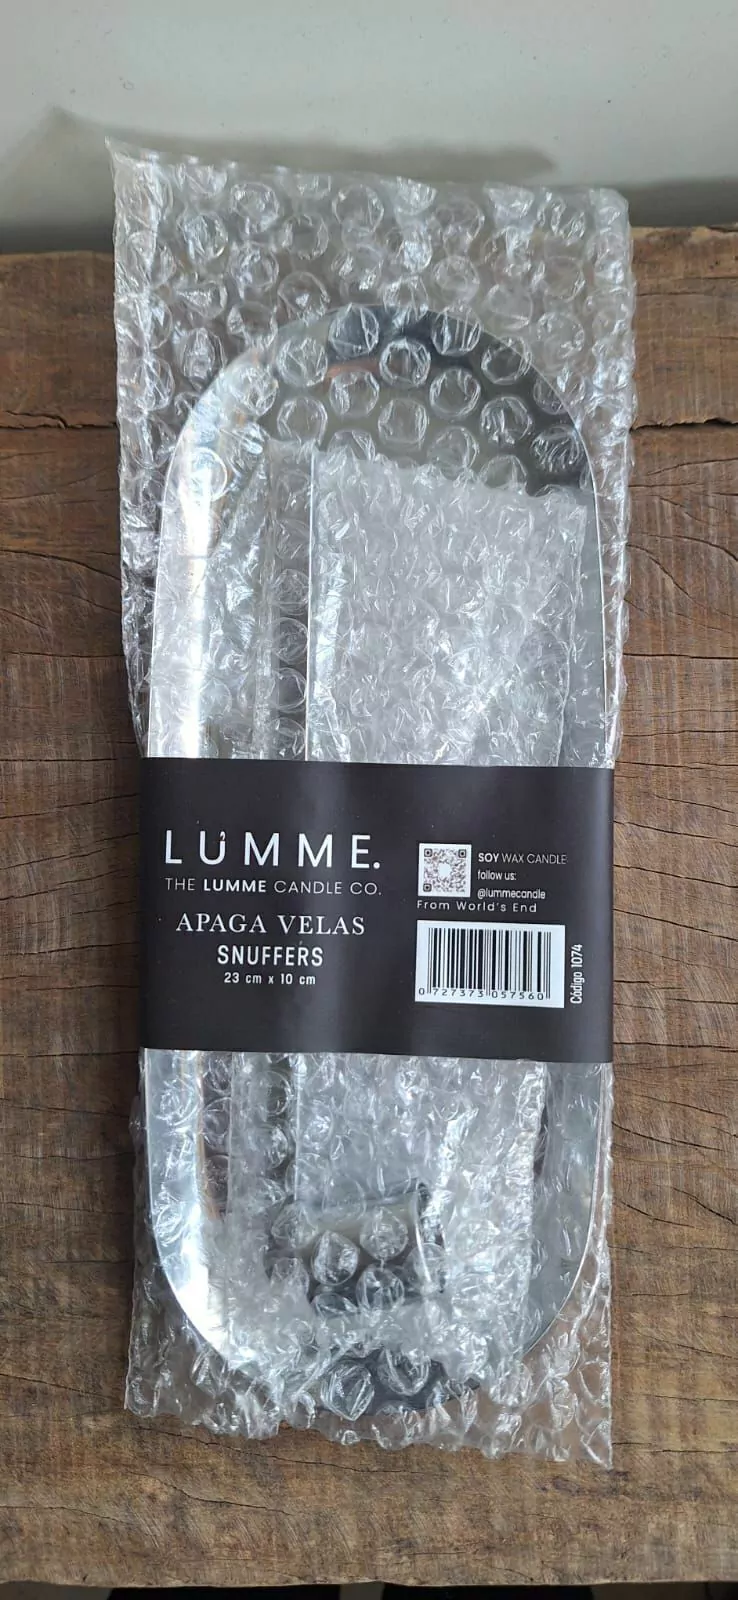 LUMME.
THE LUMME CANDLE CO.
APAGA VELAS
SNUFFERS
23 cm x 10 cm
SOY WAX CANDLE
follow us:
@lummecandle
From World's End
0 727373 057560
Código 1074